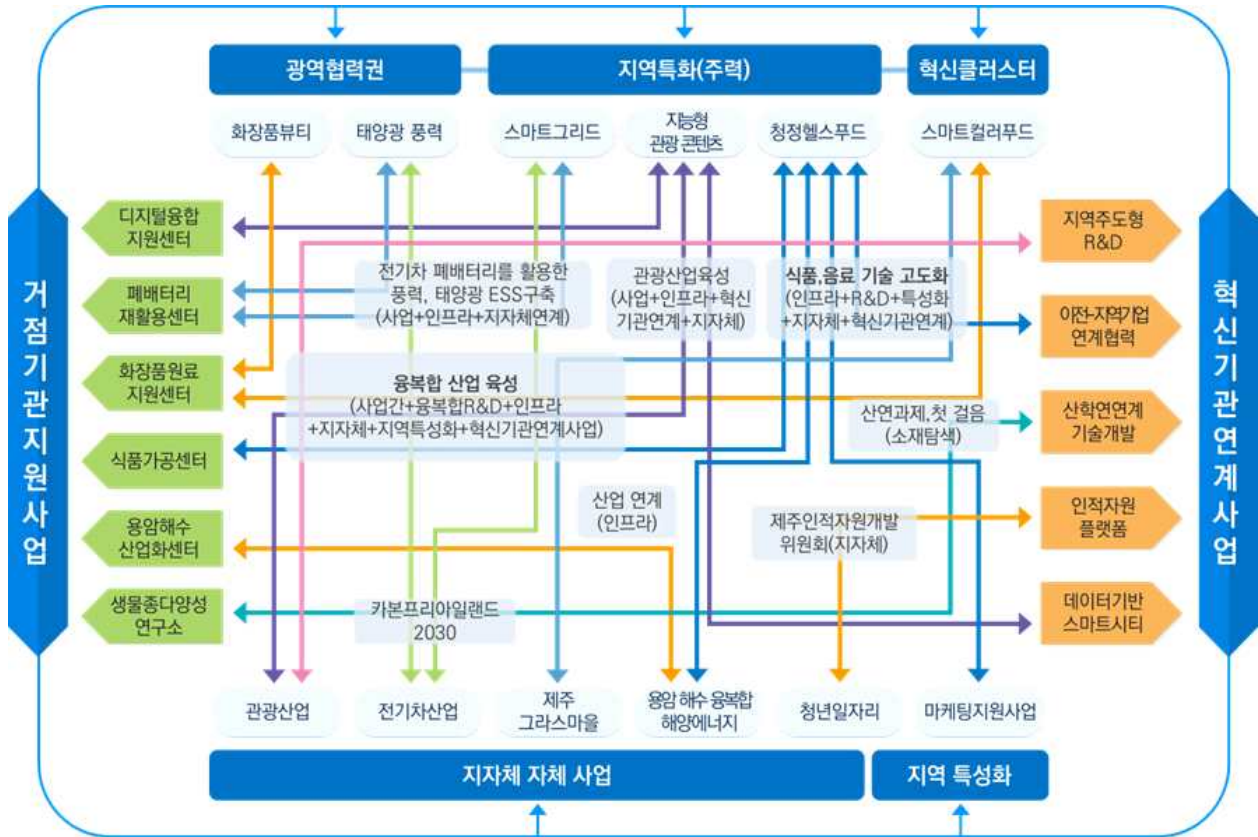 광역협력권
지역특화(주력)
혁신클러스터
화장품뷰티
태양광 풍력
스마트그리드
지능형
관광 콘텐츠
청정헬스푸드
스마트컬러푸드
거점기관지원사업
디지털융합
지원센터
폐배터리
재활용센터
화장품원료
지원센터
식품가공센터
용암해수
산업화센터
생물종다양성
연구소
전기차 폐배터리를 활용한
풍력, 태양광 ESS구축
(사업+인프라+지자체연계)
관광산업육성
(사업+인프라+혁신
기관연계+지자체)
식품,음료 기술 고도화
(인프라+R&D+특성화
+지자체+혁신기관연계)
융복합 산업 육성
(사업간+융복합R&D+인프라
+지자체+지역특성화+혁신기관연계사업)
산연과제,첫 걸음
(소재탐색)
산업 연계
(인프라)
제주인적자원개발
위원회(지자체)
카본프리아일랜드
2030
지역주도형
R&D
이전-지역기업
연계협력
산학연연계
기술개발
인적자원
플랫폼
데이터기반
스마트시티
혁신기관연계사업
관광산업
전기차산업
제주
그라스마을
용암 해수 융복합
해양에너지
청년일자리
마케팅지원사업
지자체 자체 사업
지역 특성화